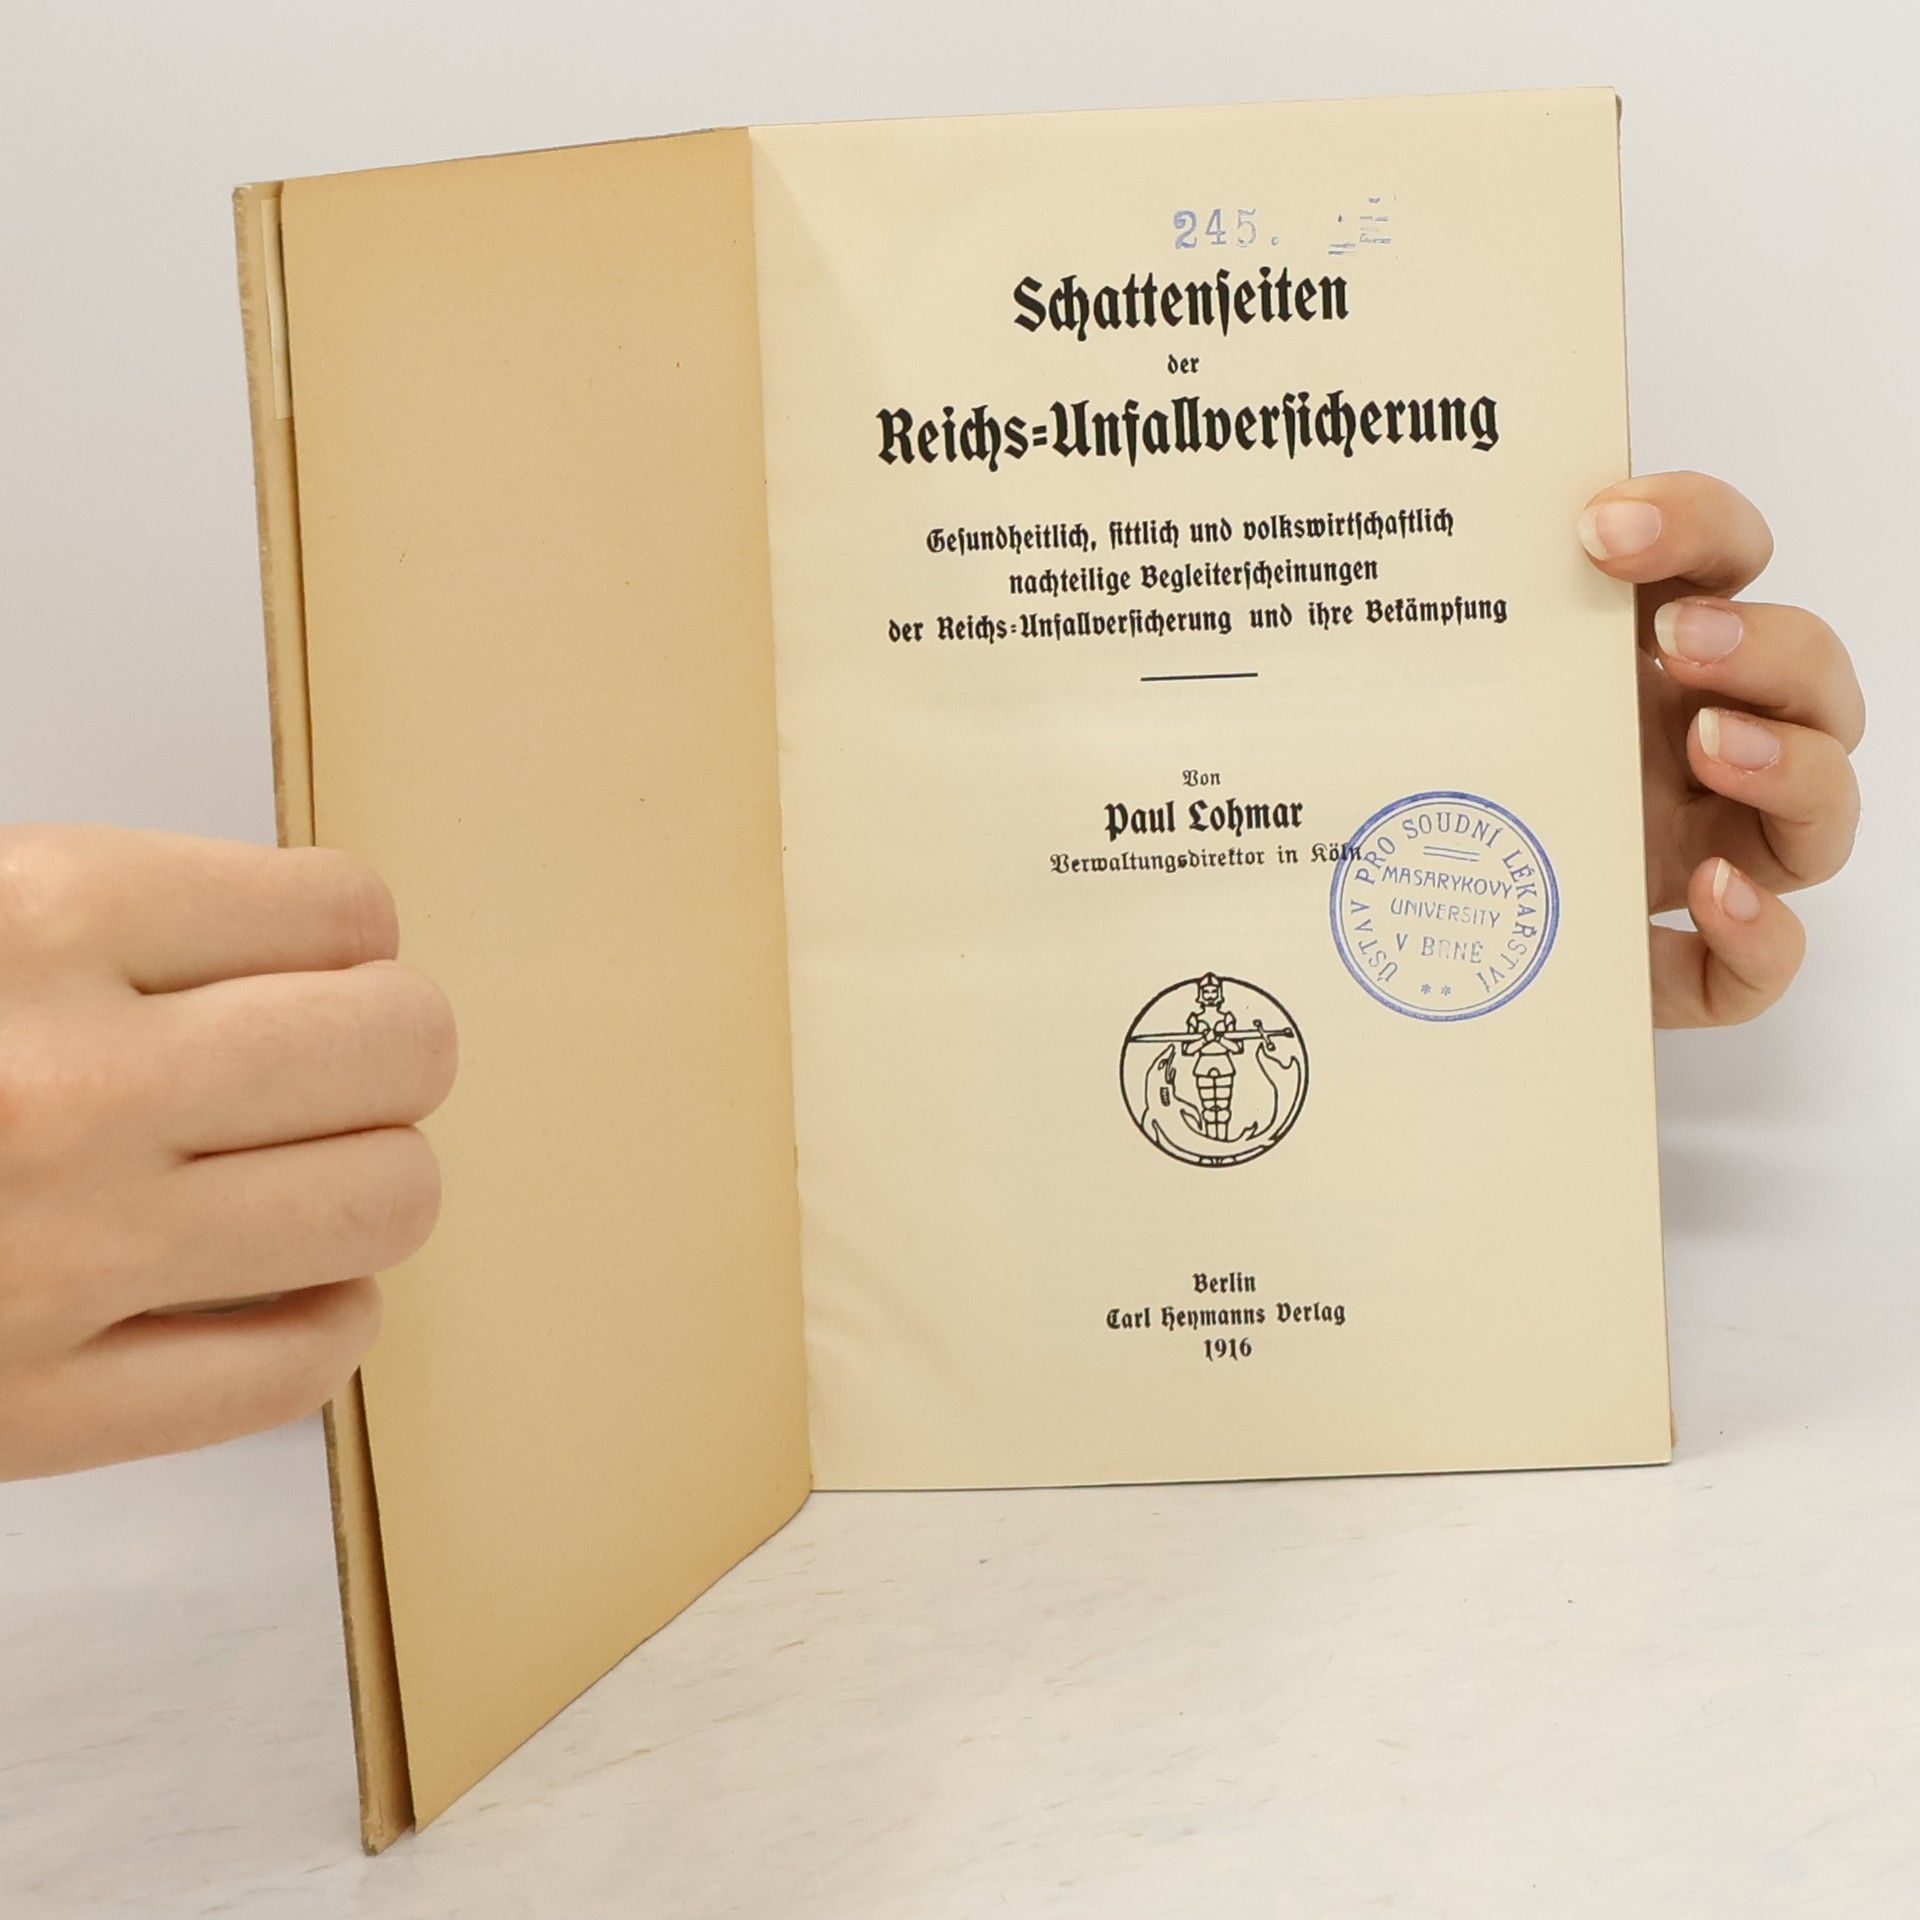 245.
Schattenseiten
der
Reichs=Unfallversicherung
Gesundheitlich, sittlich und volkswirtschaftlich
nachteilige Begleiterscheinungen
der Reichs=Unfallversicherung und ihre Bekämpfung
Von
Paul Lohmar
Verwaltungsdirektor in Köln
ÚSTAV PRO SOUDNÍ LÉKAŘSTVÍ
MASARYKOVY
UNIVERSITY
V BRNĚ
**
Berlin
Carl Heymanns Verlag
1916